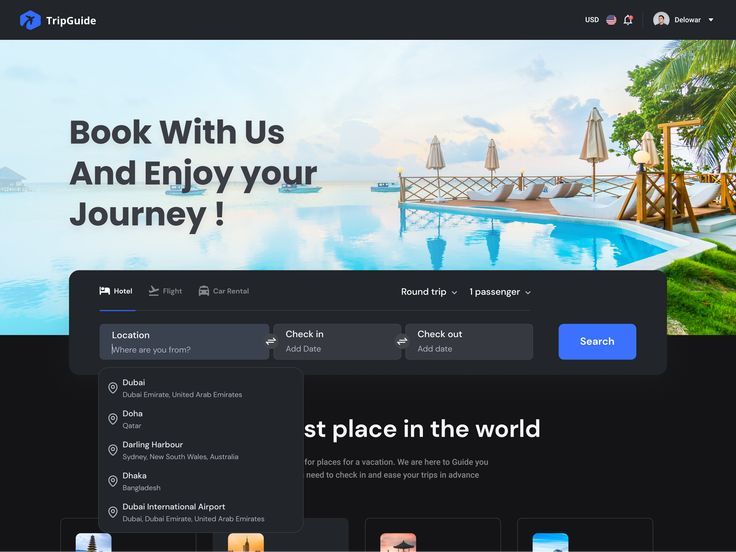 TripGuide
USD
Delowar
Book With Us
And Enjoy your
Journey !
Hotel
Flight
Car Rental
Round trip
1 passenger
Location
Where are you from?
Check in
Add Date
Check out
Add date
Search
Dubai
Dubai Emirate, United Arab Emirates
Doha
Qatar
Darling Harbour
Sydney, New South Wales, Australia
Dhaka
Bangladesh
Dubai International Airport
Dubai, Dubai Emirate, United Arab Emirates
st place in the world
for places for a vacation. We are here to Guide you
need to check in and ease your trips in advance